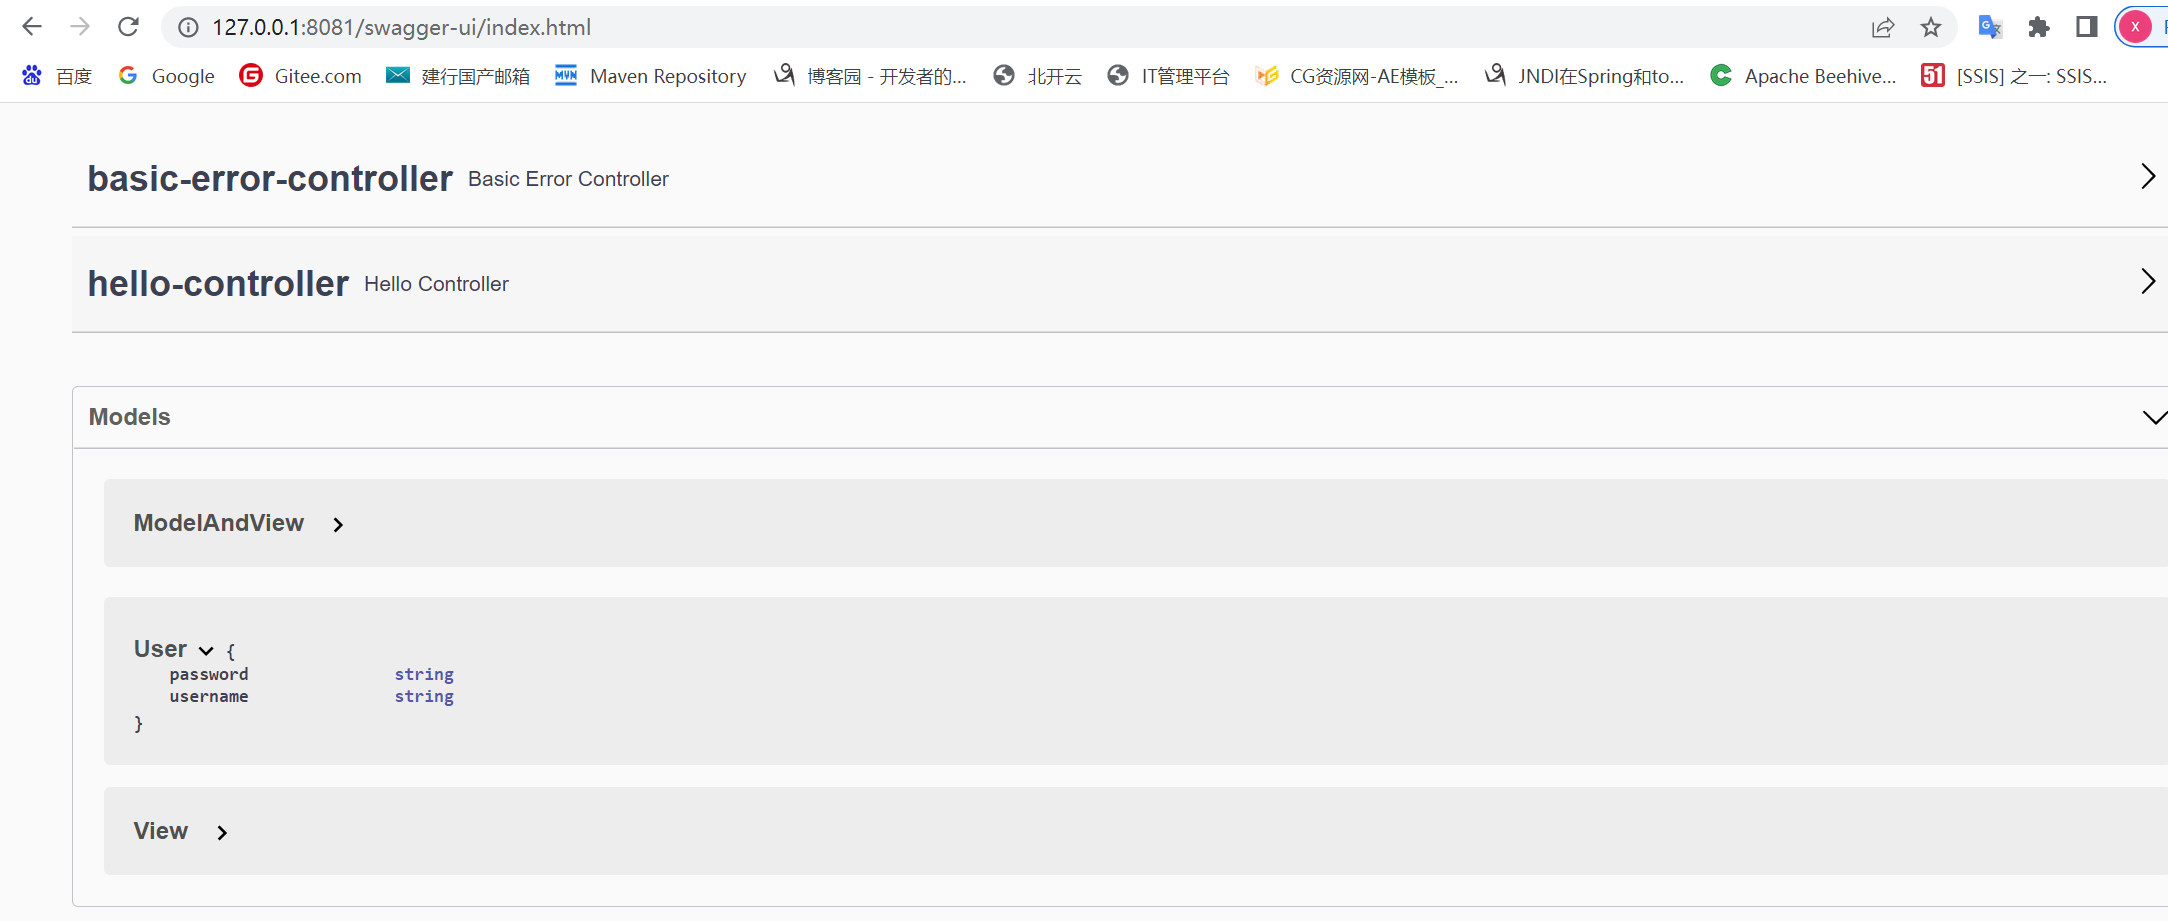 127.0.0.1:8081/swagger-ui/index.html
百度 Google Gitee.com 建行国产邮箱 Maven Repository 博客园 - 开发者的... 北开云 IT管理平台 CG资源网-AE模板_... JNDI在Spring和to... Apache Beehive... [SSIS] 之一: SSIS...
basic-error-controller Basic Error Controller
hello-controller Hello Controller
Models
ModelAndView
User {
password string
username string
}
View